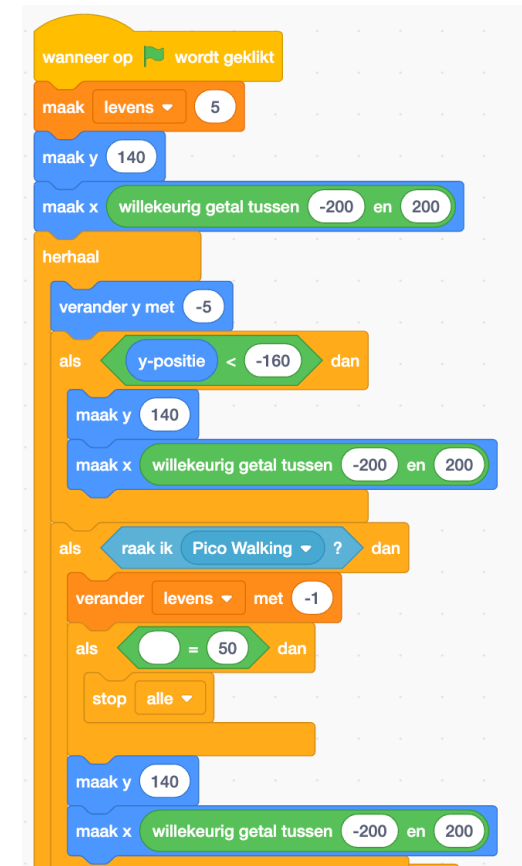 wanneer op wordt geklikt
maak levens 5
maak y 140
maak x willekeurig getal tussen -200 en 200
herhaal
verander y met -5
als y-positie < -160 dan
maak y 140
maak x willekeurig getal tussen -200 en 200
als raak ik Pico Walking ? dan
verander levens met -1
als = 50 dan
stop alle
maak y 140
maak x willekeurig getal tussen -200 en 200